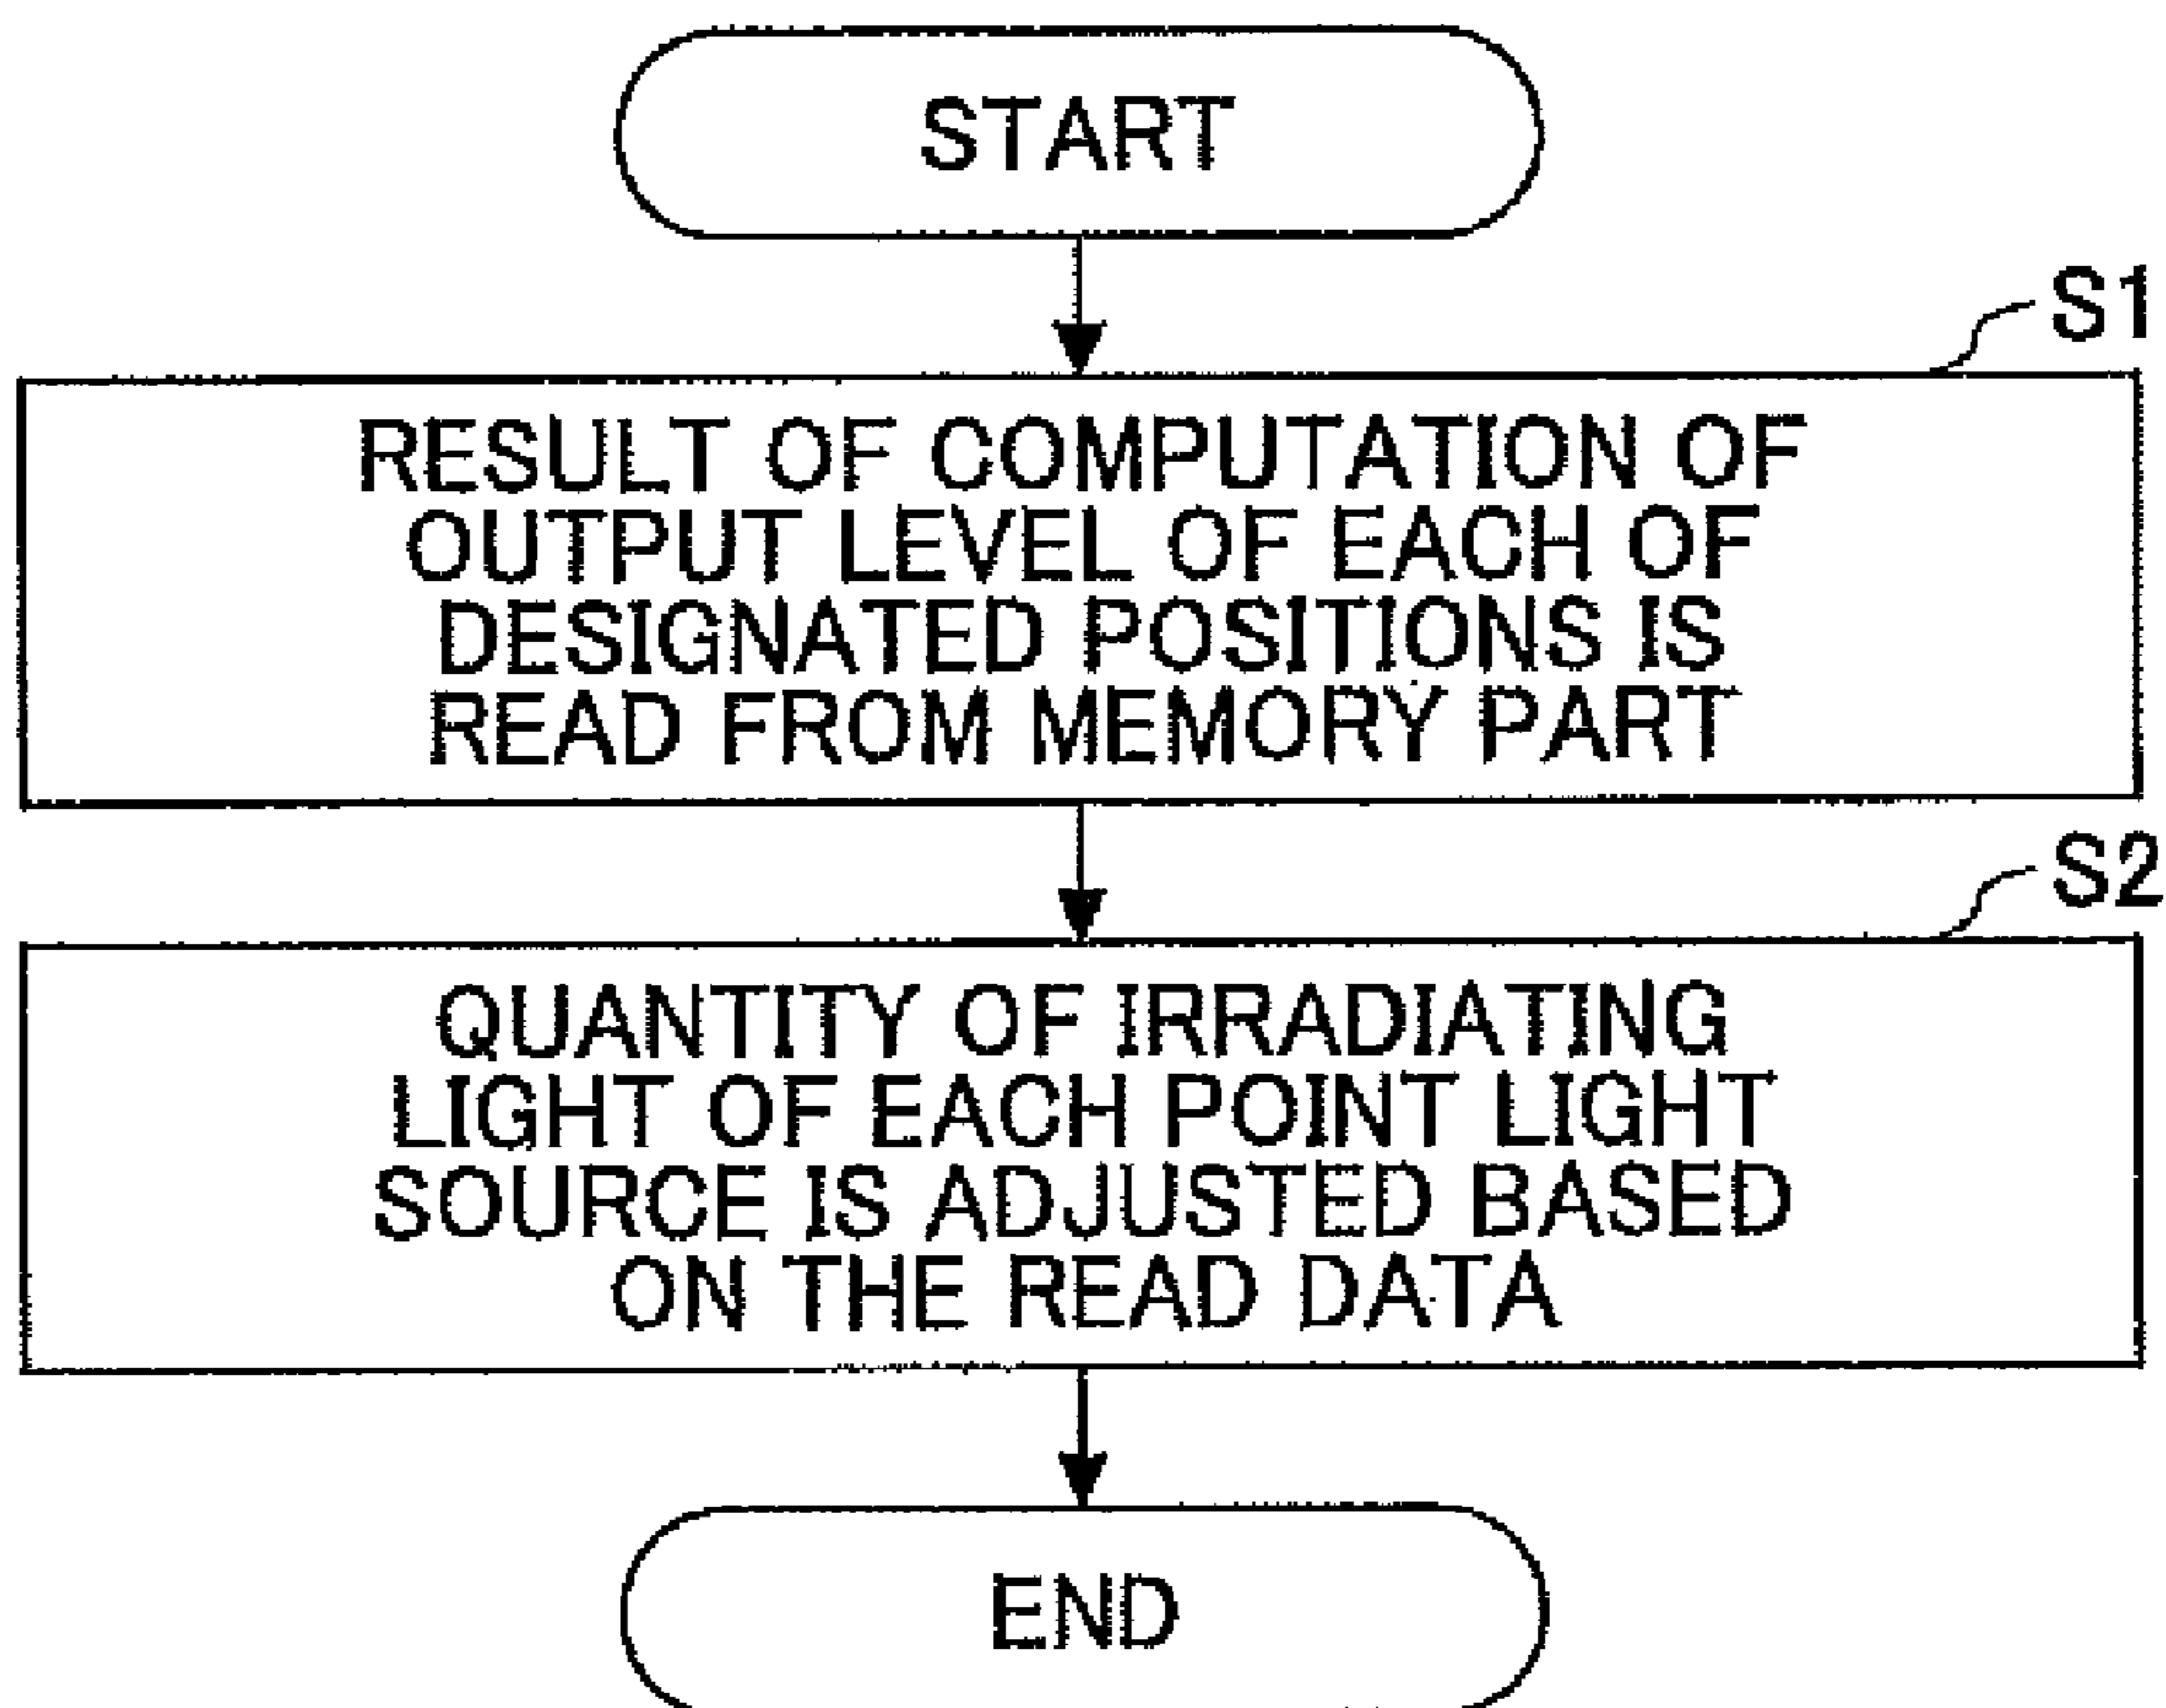 START
S1
RESULT OF COMPUTATION OF
OUTPUT LEVEL OF EACH OF
DESIGNATED POSITIONS IS
READ FROM MEMORY PART
S2
QUANTITY OF IRRADIATING
LIGHT OF EACH POINT LIGHT
SOURCE IS ADJUSTED BASED
ON THE READ DATA
END